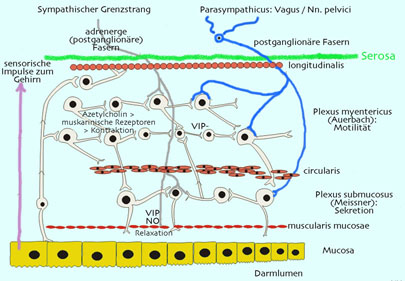 Sympathischer Grenzstrang
Parasympathicus: Vagus / Nn. pelvici
adrenerge
(postganglionäre)
Fasern
postganglionäre Fasern
Serosa
sensorische
Impulse zum
Gehirn
longitudinalis
Azetylcholin >
muskarinische Rezeptoren
> Kontraktion
VIP-
Plexus myentericus
(Auerbach):
Motilität
circularis
Plexus submucosus
(Meissner):
Sekretion
VIP
NO
Relaxation
muscularis mucosae
Mucosa
Darmlumen